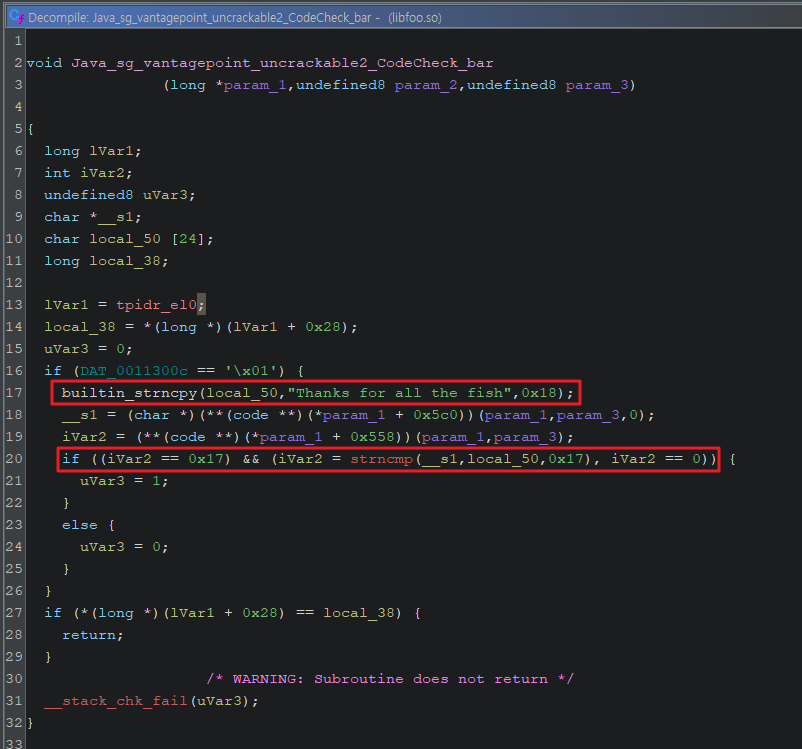 Decompile: Java_sg_vantagepoint_uncrackable2_CodeCheck_bar - (libfoo.so)
1
2 void Java_sg_vantagepoint_uncrackable2_CodeCheck_bar
3 (long *param_1,undefined8 param_2,undefined8 param_3)
4
5 {
6 long lVar1;
7 int iVar2;
8 undefined8 uVar3;
9 char *__s1;
10 char local_50 [24];
11 long local_38;
12
13 lVar1 = tpidr_el0;
14 local_38 = *(long *)(lVar1 + 0x28);
15 uVar3 = 0;
16 if (DAT_0011300c == '\x01') {
17 builtin_strncpy(local_50,"Thanks for all the fish",0x18);
18 __s1 = (char *)(**(code **)(*param_1 + 0x5c0))(param_1,param_3,0);
19 iVar2 = (**(code **)(*param_1 + 0x558))(param_1,param_3);
20 if ((iVar2 == 0x17) && (iVar2 = strncmp(__s1,local_50,0x17), iVar2 == 0)) {
21 uVar3 = 1;
22 }
23 else {
24 uVar3 = 0;
25 }
26 }
27 if (*(long *)(lVar1 + 0x28) == local_38) {
28 return;
29 }
30 /* WARNING: Subroutine does not return */
31 __stack_chk_fail(uVar3);
32 }
33